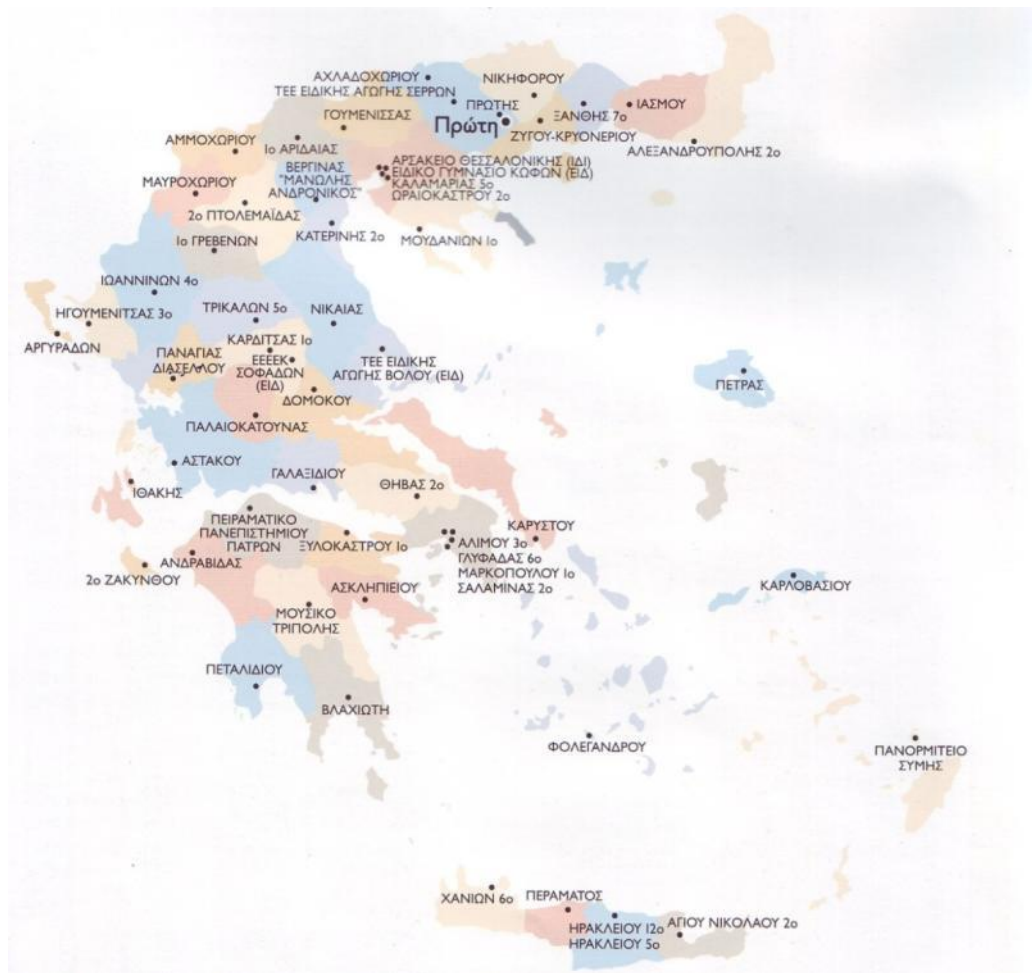 ΑΧΛΑΔΟΧΩΡΙΟΥ
ΤΕΕ ΕΙΔΙΚΗΣ ΑΓΩΓΗΣ ΣΕΡΡΩΝ
ΝΙΚΗΦΟΡΟΥ
ΠΡΩΤΗΣ
Πρώτη
ΙΑΣΜΟΥ
ΞΑΝΘΗΣ 7ο
ΓΟΥΜΕΝΙΣΣΑΣ
ΖΥΓΟΥ-ΚΡΥΟΝΕΡΙΟΥ
ΑΜΜΟΧΩΡΙΟΥ
1ο ΑΡΙΔΑΙΑΣ
ΑΛΕΞΑΝΔΡΟΥΠΟΛΗΣ 2ο
ΒΕΡΓΙΝΑΣ
"ΜΑΝΩΛΗΣ
ΑΝΔΡΟΝΙΚΟΣ"
ΑΡΣΑΚΕΙΟ ΘΕΣΣΑΛΟΝΙΚΗΣ (ΙΔΙ)
ΕΙΔΙΚΟ ΓΥΜΝΑΣΙΟ ΚΩΦΩΝ (ΕΙΔ)
ΚΑΛΑΜΑΡΙΑΣ 5ο
ΩΡΑΙΟΚΑΣΤΡΟΥ 2ο
ΜΑΥΡΟΧΩΡΙΟΥ
2ο ΠΤΟΛΕΜΑΪΔΑΣ
ΚΑΤΕΡΙΝΗΣ 2ο
ΜΟΥΔΑΝΙΩΝ 1ο
1ο ΓΡΕΒΕΝΩΝ
ΙΩΑΝΝΙΝΩΝ 4ο
ΗΓΟΥΜΕΝΙΤΣΑΣ 3ο
ΤΡΙΚΑΛΩΝ 5ο
ΝΙΚΑΙΑΣ
ΑΡΓΥΡΑΔΩΝ
ΠΑΝΑΓΙΑΣ
ΔΙΑΣΕΛΛΟΥ
ΚΑΡΔΙΤΣΑΣ 1ο
ΕΕΕΕΚ
ΣΟΦΑΔΩΝ
(ΕΙΔ)
ΤΕΕ ΕΙΔΙΚΗΣ
ΑΓΩΓΗΣ ΒΟΛΟΥ (ΕΙΔ)
ΠΕΤΡΑΣ
ΔΟΜΟΚΟΥ
ΠΑΛΑΙΟΚΑΤΟΥΝΑΣ
ΑΣΤΑΚΟΥ
ΓΑΛΑΞΙΔΙΟΥ
ΘΗΒΑΣ 2ο
ΙΘΑΚΗΣ
ΠΕΙΡΑΜΑΤΙΚΟ
ΠΑΝΕΠΙΣΤΗΜΙΟΥ
ΠΑΤΡΩΝ
ΞΥΛΟΚΑΣΤΡΟΥ 1ο
ΚΑΡΥΣΤΟΥ
ΑΛΙΜΟΥ 3ο
ΓΛΥΦΑΔΑΣ 6ο
ΜΑΡΚΟΠΟΥΛΟΥ 1ο
ΣΑΛΑΜΙΝΑΣ 2ο
ΑΝΔΡΑΒΙΔΑΣ
2ο ΖΑΚΥΝΘΟΥ
ΑΣΚΛΗΠΙΕΙΟΥ
ΚΑΡΛΟΒΑΣΙΟΥ
ΜΟΥΣΙΚΟ
ΤΡΙΠΟΛΗΣ
ΠΕΤΑΛΙΔΙΟΥ
ΒΛΑΧΙΩΤΗ
ΦΟΛΕΓΑΝΔΡΟΥ
ΠΑΝΟΡΜΙΤΕΙΟ
ΣΥΜΗΣ
ΧΑΝΙΩΝ 6ο
ΠΕΡΑΜΑΤΟΣ
ΗΡΑΚΛΕΙΟΥ 12ο
ΗΡΑΚΛΕΙΟΥ 5ο
ΑΓΙΟΥ ΝΙΚΟΛΑΟΥ 2ο